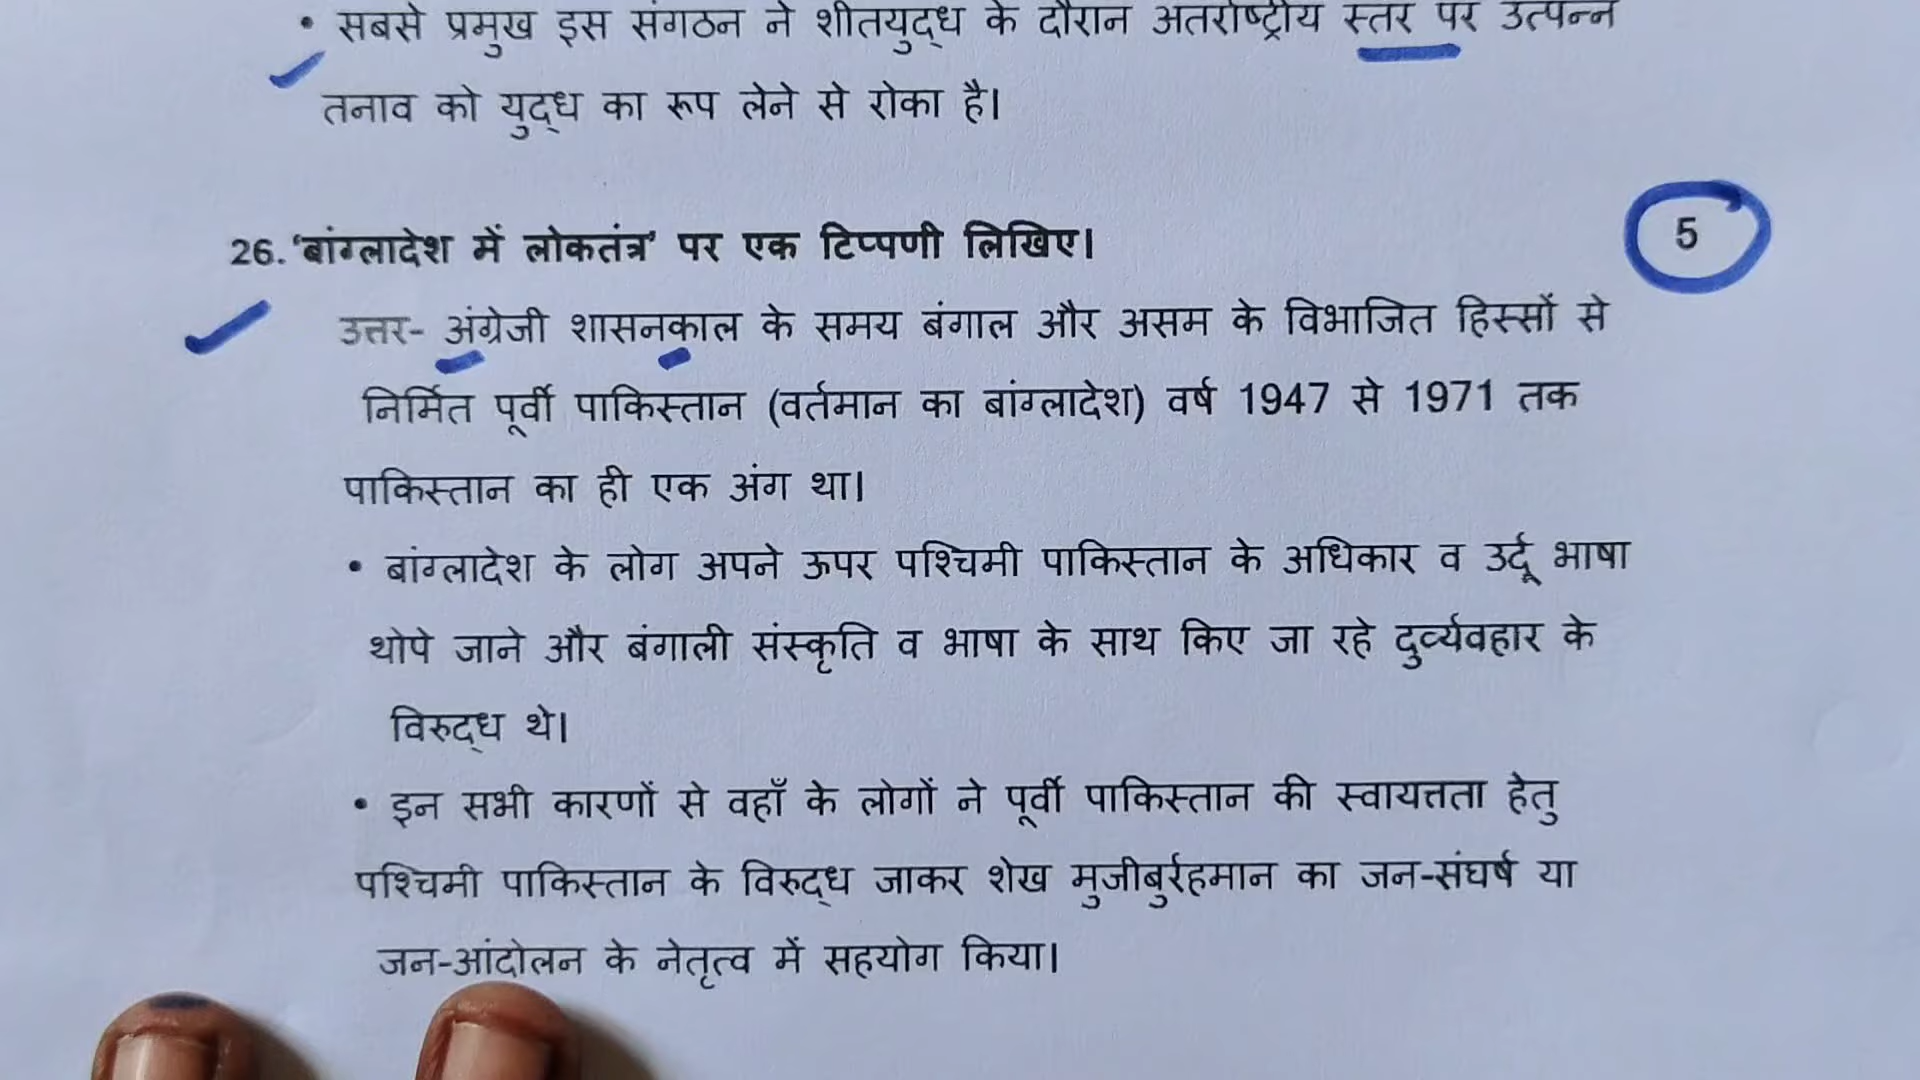 • सबसे प्रमुख इस संगठन ने शीतयुद्ध के दौरान अंतर्राष्ट्रीय स्तर पर उत्पन्न
तनाव को युद्ध का रूप लेने से रोका है।
26. 'बांग्लादेश में लोकतंत्र' पर एक टिप्पणी लिखिए। 5
उत्तर- अंग्रेजी शासनकाल के समय बंगाल और असम के विभाजित हिस्सों से
निर्मित पूर्वी पाकिस्तान (वर्तमान का बांग्लादेश) वर्ष 1947 से 1971 तक
पाकिस्तान का ही एक अंग था।
• बांग्लादेश के लोग अपने ऊपर पश्चिमी पाकिस्तान के अधिकार व उर्दू भाषा
थोपे जाने और बंगाली संस्कृति व भाषा के साथ किए जा रहे दुर्व्यवहार के
विरुद्ध थे।
• इन सभी कारणों से वहाँ के लोगों ने पूर्वी पाकिस्तान की स्वायत्तता हेतु
पश्चिमी पाकिस्तान के विरुद्ध जाकर शेख मुजीबुर्रहमान का जन-संघर्ष या
जन-आंदोलन के नेतृत्व में सहयोग किया।